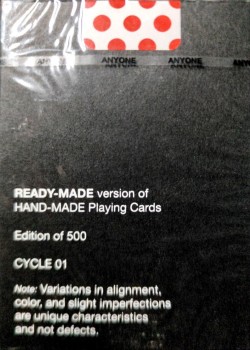 ANYONE ANYONE ANYONE ANYONE
READY-MADE version of
HAND-MADE Playing Cards
Edition of 500
CYCLE 01
Note: Variations in alignment,
color, and slight imperfections
are unique characteristics
and not defects.